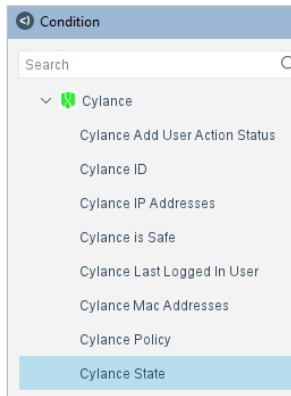 Condition
Search
Cylance
Cylance Add User Action Status
Cylance ID
Cylance IP Addresses
Cylance is Safe
Cylance Last Logged In User
Cylance Mac Addresses
Cylance Policy
Cylance State